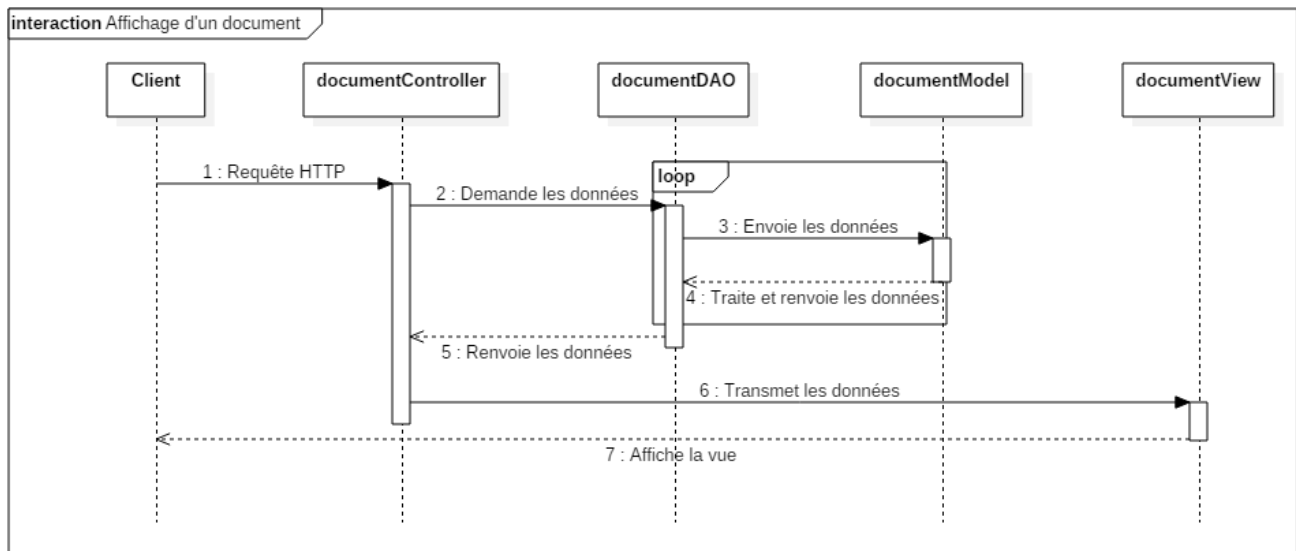 interaction Affichage d'un document
Client
documentController
documentDAO
documentModel
documentView
loop
1 : Requête HTTP
2 : Demande les données
3 : Envoie les données
4 : Traite et renvoie les données
5 : Renvoie les données
6 : Transmet les données
7 : Affiche la vue